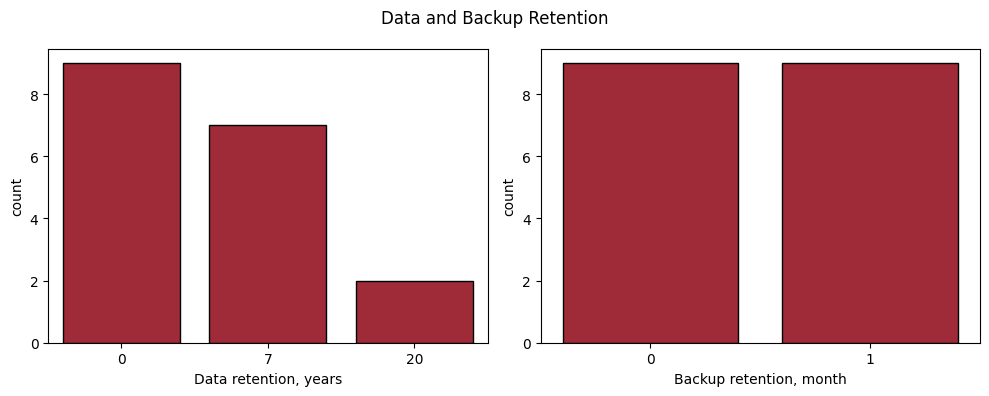 Data and Backup Retention
count
8
6
4
2
0
0 7 20
Data retention, years
count
8
6
4
2
0
0 1
Backup retention, month